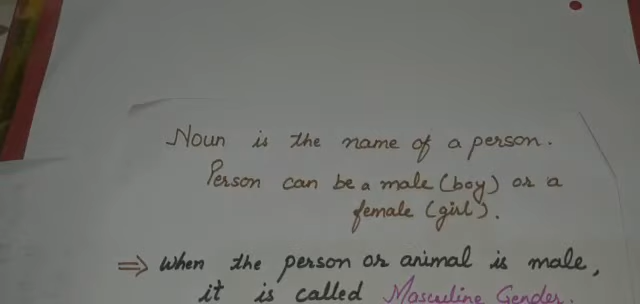 Noun is the name of a person.
Person can be a male (boy) or a
female (girl).
⇒ when the person or animal is male,
it is called Masculine Gender.